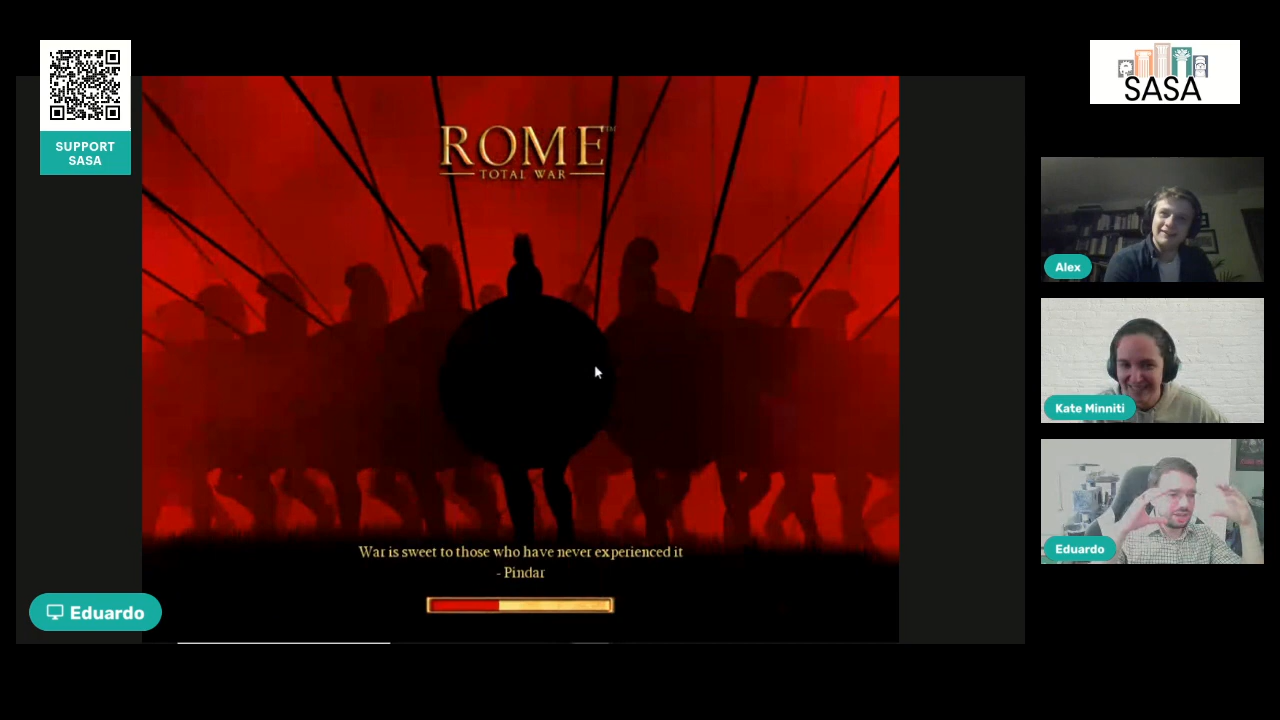 SUPPORT
SASA
SASA
ROME™
TOTAL WAR
Alex
Kate Minniti
Eduardo
War is sweet to those who have never experienced it
- Pindar
Eduardo